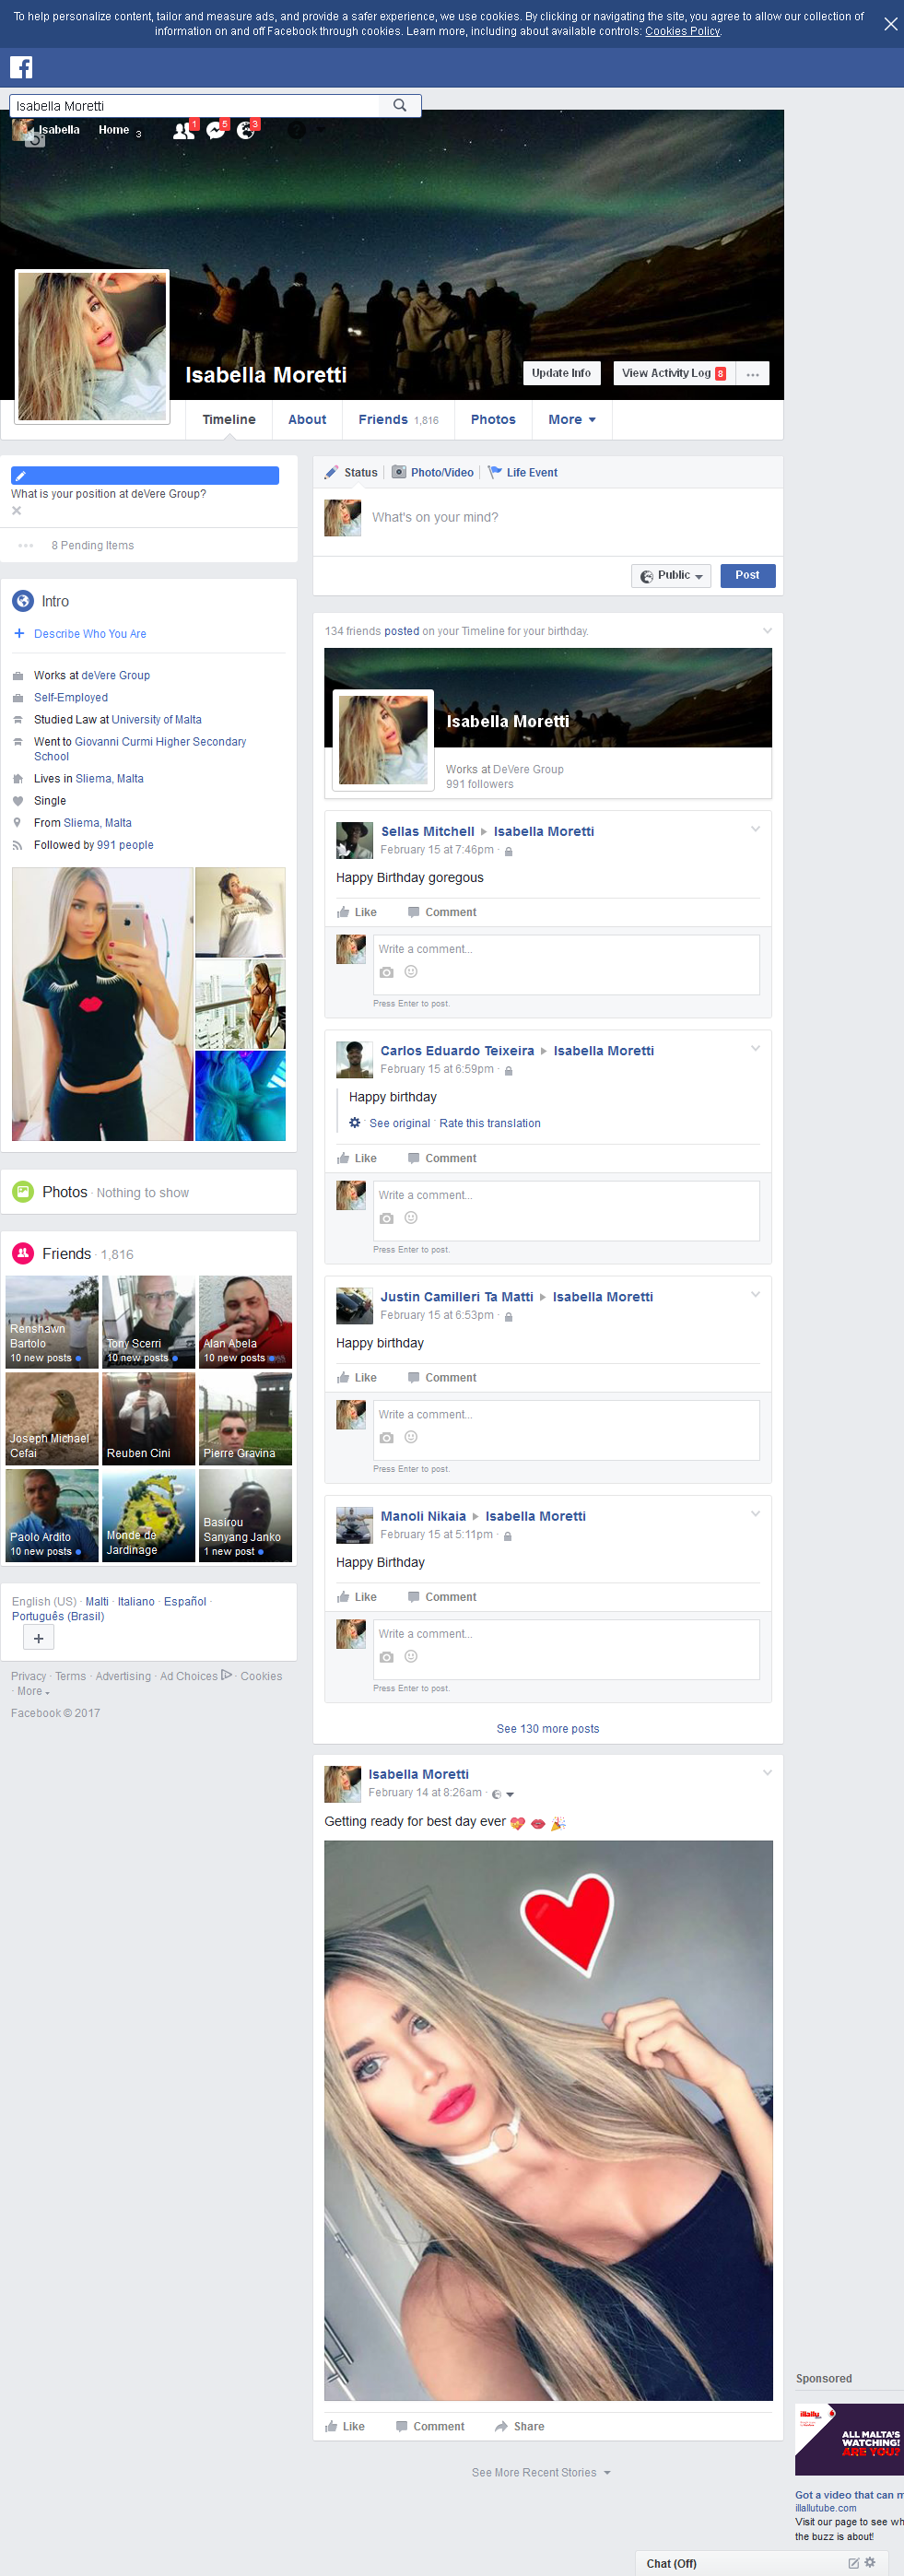 To help personalize content, tailor and measure ads, and provide a safer experience, we use cookies. By clicking or navigating the site, you agree to allow our collection of
information on and off Facebook through cookies. Learn more, including about available controls: Cookies Policy.
Isabella Moretti
Isabella Home 3 1 5 3
Isabella Moretti
Update Info View Activity Log 8
Timeline About Friends 1,816 Photos More
What is your position at deVere Group?
8 Pending Items
Intro
Describe Who You Are
Works at deVere Group
Self-Employed
Studied Law at University of Malta
Went to Giovanni Curmi Higher Secondary
School
Lives in Sliema, Malta
Single
From Sliema, Malta
Followed by 991 people
Photos · Nothing to show
Friends · 1,816
Renshawn
Bartolo
10 new posts
Tony Scerri
10 new posts
Alan Abela
10 new posts
Joseph Michael
Cefai
Reuben Cini
Pierre Gravina
Paolo Ardito
10 new posts
Monde de
Jardinage
Basirou
Sanyang Janko
1 new post
English (US) · Malti · Italiano · Español ·
Português (Brasil)
Privacy · Terms · Advertising · Ad Choices · Cookies
· More
Facebook © 2017
Status Photo/Video Life Event
What's on your mind?
Public Post
134 friends posted on your Timeline for your birthday.
Isabella Moretti
Works at DeVere Group
991 followers
Sellas Mitchell Isabella Moretti
February 15 at 7:46pm ·
Happy Birthday goregous
Like Comment
Write a comment...
Press Enter to post.
Carlos Eduardo Teixeira Isabella Moretti
February 15 at 6:59pm ·
Happy birthday
· See original · Rate this translation
Like Comment
Write a comment...
Press Enter to post.
Justin Camilleri Ta Matti Isabella Moretti
February 15 at 6:53pm ·
Happy birthday
Like Comment
Write a comment...
Press Enter to post.
Manoli Nikaia Isabella Moretti
February 15 at 5:11pm ·
Happy Birthday
Like Comment
Write a comment...
Press Enter to post.
See 130 more posts
Isabella Moretti
February 14 at 8:26am ·
Getting ready for best day ever 💝 💋 🎉
Like Comment Share
See More Recent Stories
Sponsored
illallu
ALL MALTA'S
WATCHING!
ARE YOU?
Got a video that can m
illallutube.com
Visit our page to see wh
the buzz is about!
Chat (Off)